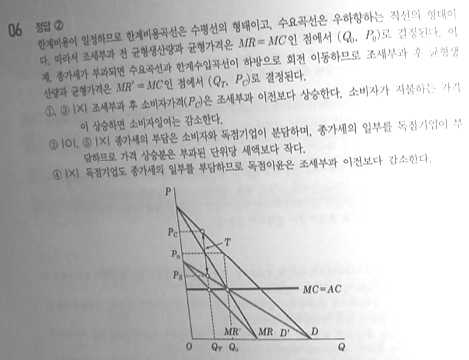 06 정답 ②
한계비용이 일정하므로 한계비용곡선은 수평선의 형태이고, 수요곡선은 우하향하는 직선의 형태이
다. 따라서 조세부과 전 균형생산량과 균형가격은 MR=MC인 점에서 (Q₀, P₀)로 결정된다. 이
제, 종가세가 부과되면 수요곡선과 한계수입곡선이 하방으로 회전 이동하므로 조세부과 후 균형생
산량과 균형가격은 MR'=MC인 점에서 (Q_T, P_C)로 결정된다.
①, ③ |×| 조세부과 후 소비자가격(P_C)은 조세부과 이전보다 상승한다. 소비자가 지불하는 가격
이 상승하면 소비자잉여는 감소한다.
② |O|, ⑤ |×| 종가세의 부담은 소비자와 독점기업이 분담하며, 종가세의 일부를 독점기업이 부
담하므로 가격 상승분은 부과된 단위당 세액보다 작다.
④ |×| 독점기업도 종가세의 일부를 부담하므로 독점이윤은 조세부과 이전보다 감소한다.
P
P_C
T
P₀
P_S
MC=AC
MR' MR D' D
O Q_T Q₀ Q